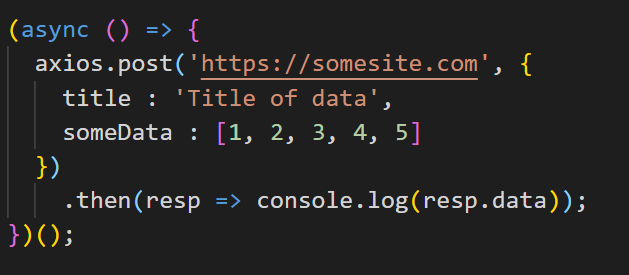 (async () => {
  axios.post('https://somesite.com', {
    title : 'Title of data',
    someData : [1, 2, 3, 4, 5]
  })
    .then(resp => console.log(resp.data));
})();